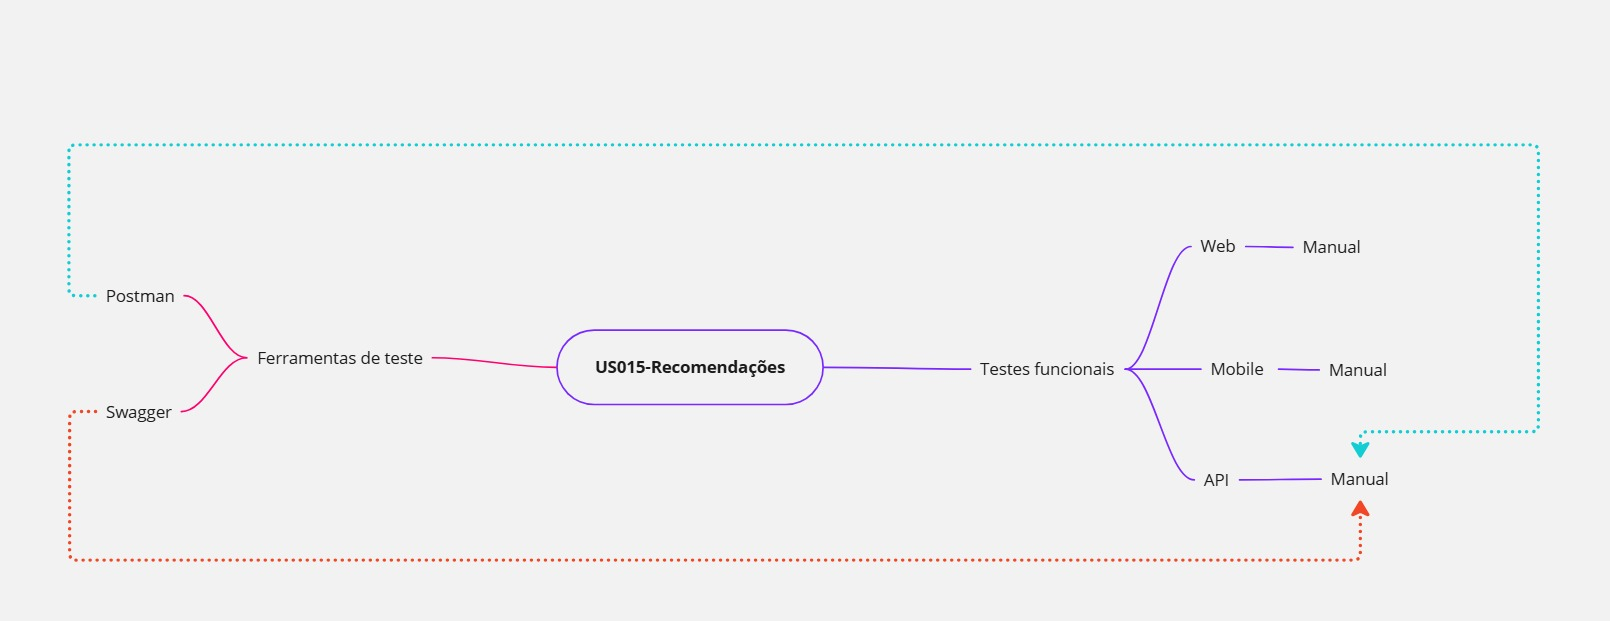 Postman
Swagger
Ferramentas de teste
US015-Recomendações
Testes funcionais
Web
Manual
Mobile
Manual
API
Manual